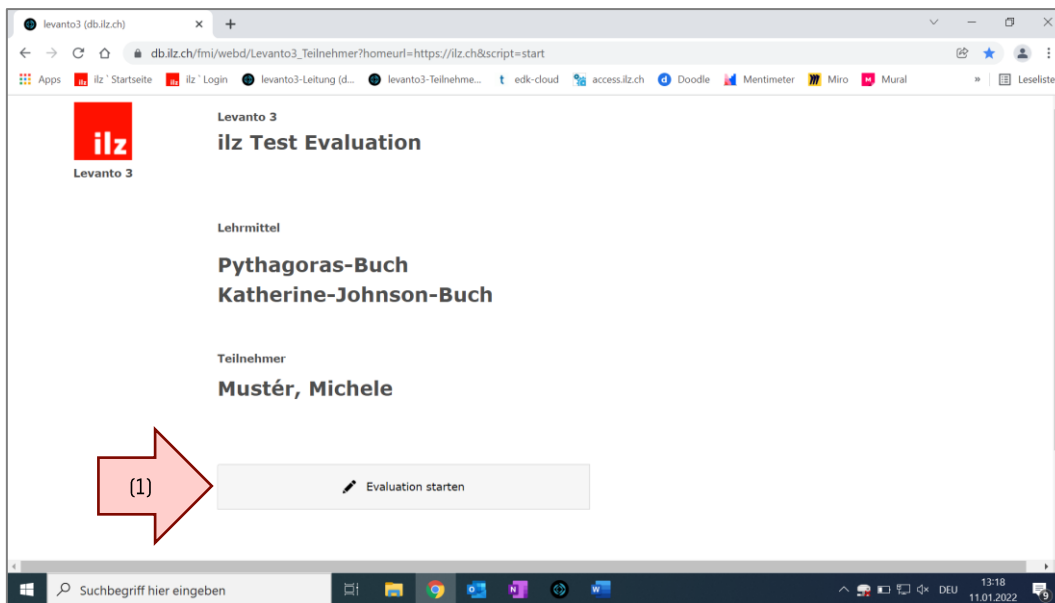 levanto3 (db.ilz.ch)
db.ilz.ch/fmi/webd/Levanto3_Teilnehmer?homeurl=https://ilz.ch&script=start
Apps ilz ` Startseite ilz ` Login levanto3-Leitung (d... levanto3-Teilnehme... edk-cloud access.ilz.ch Doodle Mentimeter Miro Mural » Leseliste
ilz
Levanto 3
Levanto 3
ilz Test Evaluation
Lehrmittel
Pythagoras-Buch
Katherine-Johnson-Buch
Teilnehmer
Mustér, Michele
(1)
Evaluation starten
Suchbegriff hier eingeben
DEU
13:18
11.01.2022